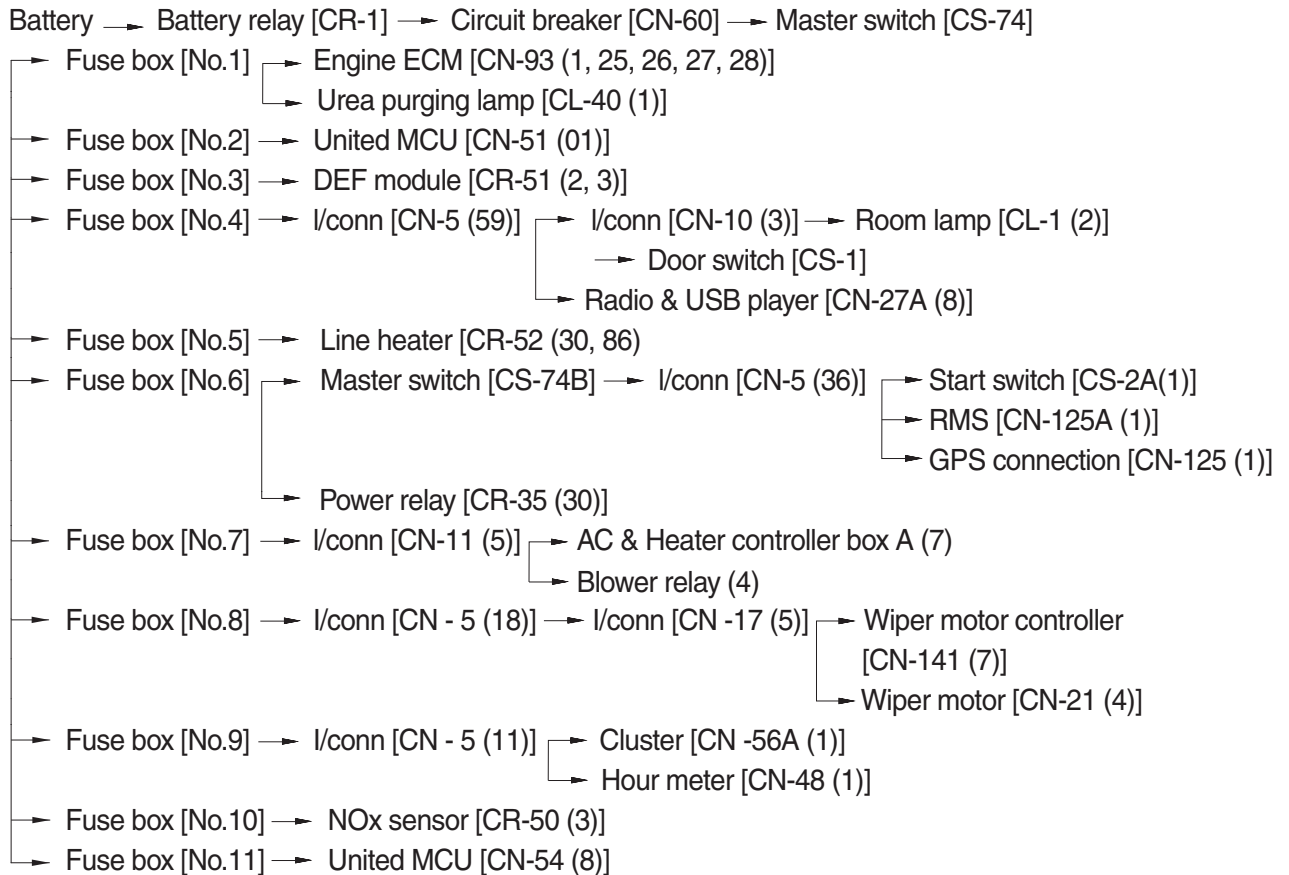 Battery → Battery relay [CR-1] → Circuit breaker [CN-60] → Master switch [CS-74]
→ Fuse box [No.1] → Engine ECM [CN-93 (1, 25, 26, 27, 28)]
→ Urea purging lamp [CL-40 (1)]
→ Fuse box [No.2] → United MCU [CN-51 (01)]
→ Fuse box [No.3] → DEF module [CR-51 (2, 3)]
→ Fuse box [No.4] → I/conn [CN-5 (59)] → I/conn [CN-10 (3)] → Room lamp [CL-1 (2)]
→ Door switch [CS-1]
→ Radio & USB player [CN-27A (8)]
→ Fuse box [No.5] → Line heater [CR-52 (30, 86)
→ Fuse box [No.6] → Master switch [CS-74B] → I/conn [CN-5 (36)] → Start switch [CS-2A(1)]
→ RMS [CN-125A (1)]
→ GPS connection [CN-125 (1)]
→ Power relay [CR-35 (30)]
→ Fuse box [No.7] → I/conn [CN-11 (5)] → AC & Heater controller box A (7)
→ Blower relay (4)
→ Fuse box [No.8] → I/conn [CN - 5 (18)] → I/conn [CN -17 (5)] → Wiper motor controller
[CN-141 (7)]
→ Wiper motor [CN-21 (4)]
→ Fuse box [No.9] → I/conn [CN - 5 (11)] → Cluster [CN -56A (1)]
→ Hour meter [CN-48 (1)]
→ Fuse box [No.10] → NOx sensor [CR-50 (3)]
→ Fuse box [No.11] → United MCU [CN-54 (8)]